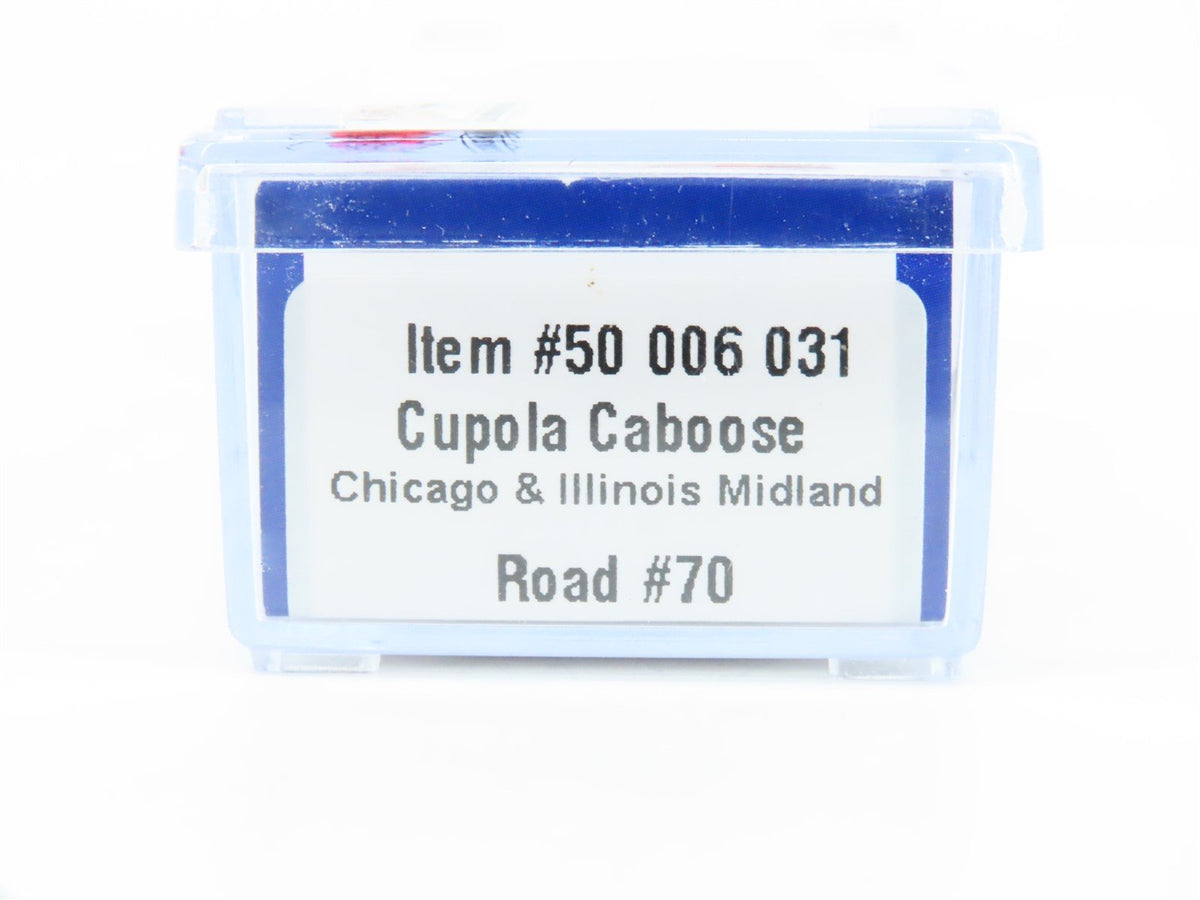 Item #50 006 031
Cupola Caboose
Chicago & Illinois Midland
Road #70